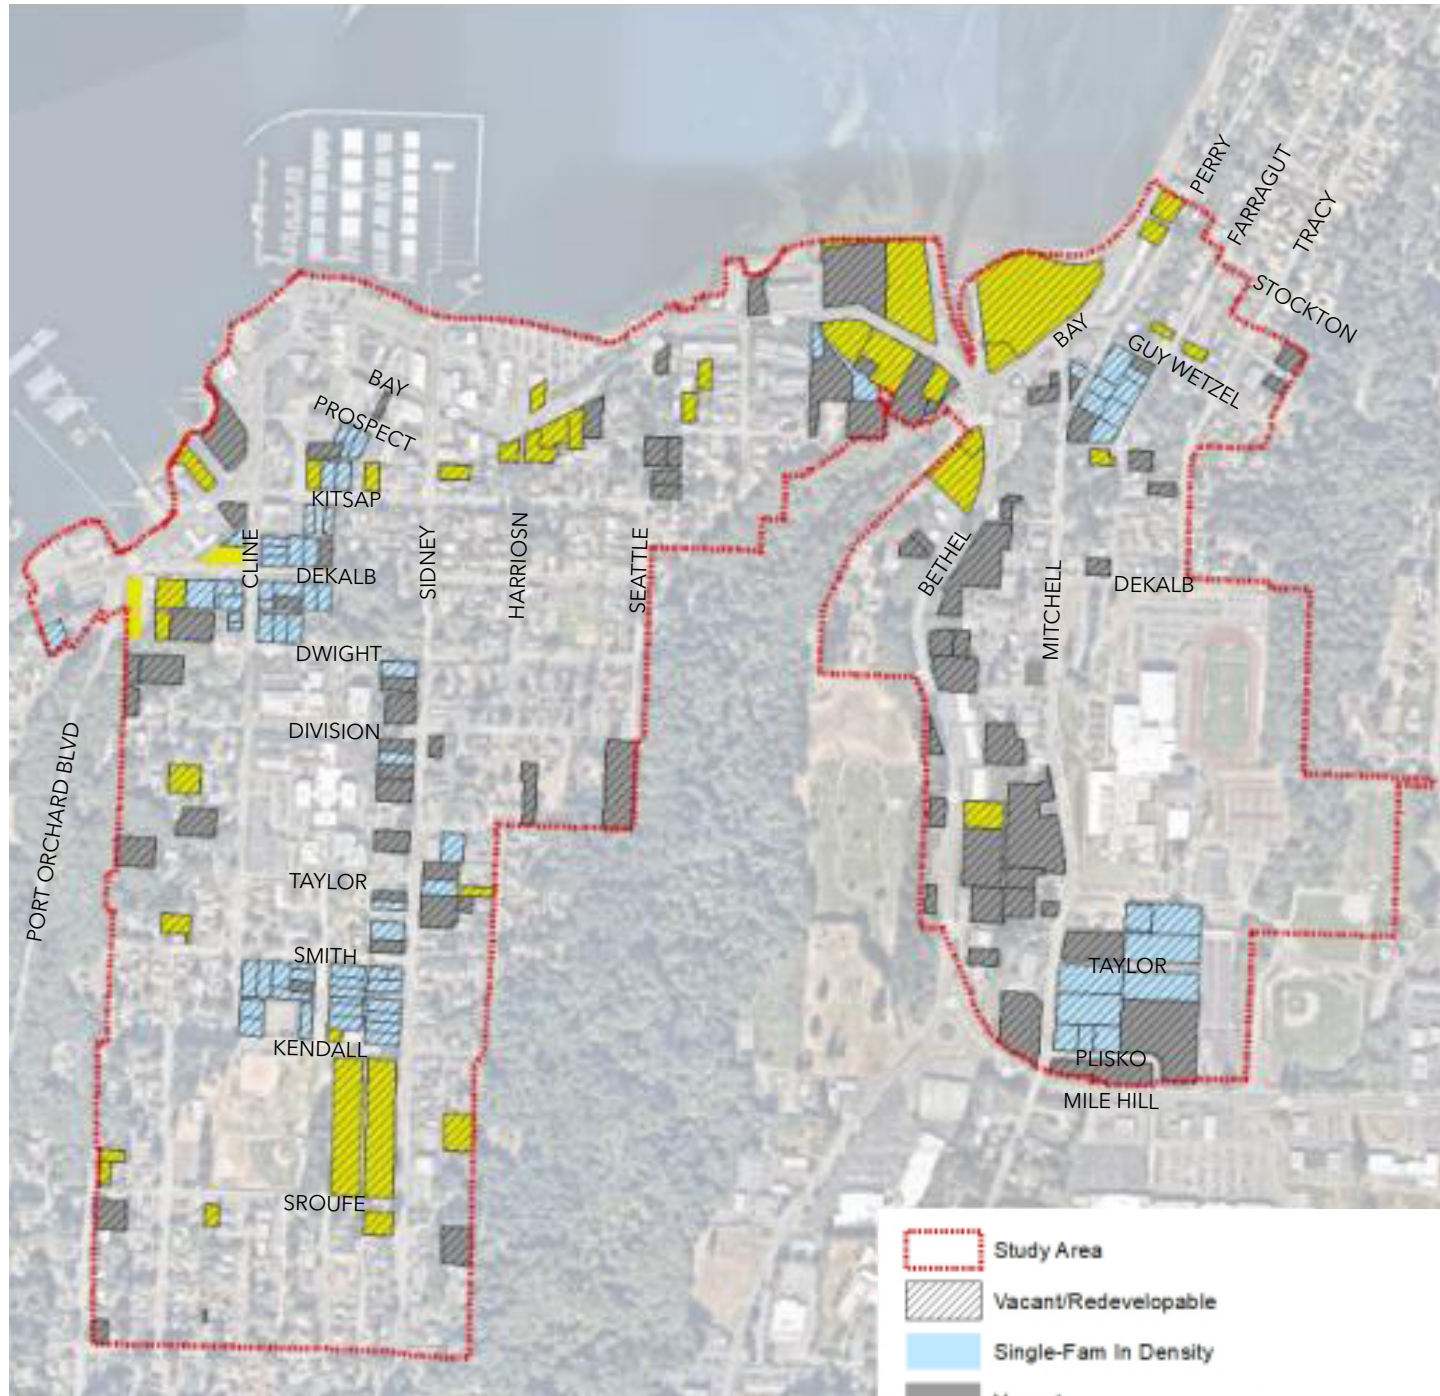 PERRY
FARRAGUT
TRACY
STOCKTON
BAY
GUY WETZEL
BAY
PROSPECT
KITSAP
CLINE
DEKALB
SIDNEY
HARRIOSN
SEATTLE
BETHEL
MITCHELL
DEKALB
DWIGHT
DIVISION
PORT ORCHARD BLVD
TAYLOR
SMITH
TAYLOR
KENDALL
PLISKO
MILE HILL
SROUFE
Study Area
Vacant/Redevelopable
Single-Fam In Density